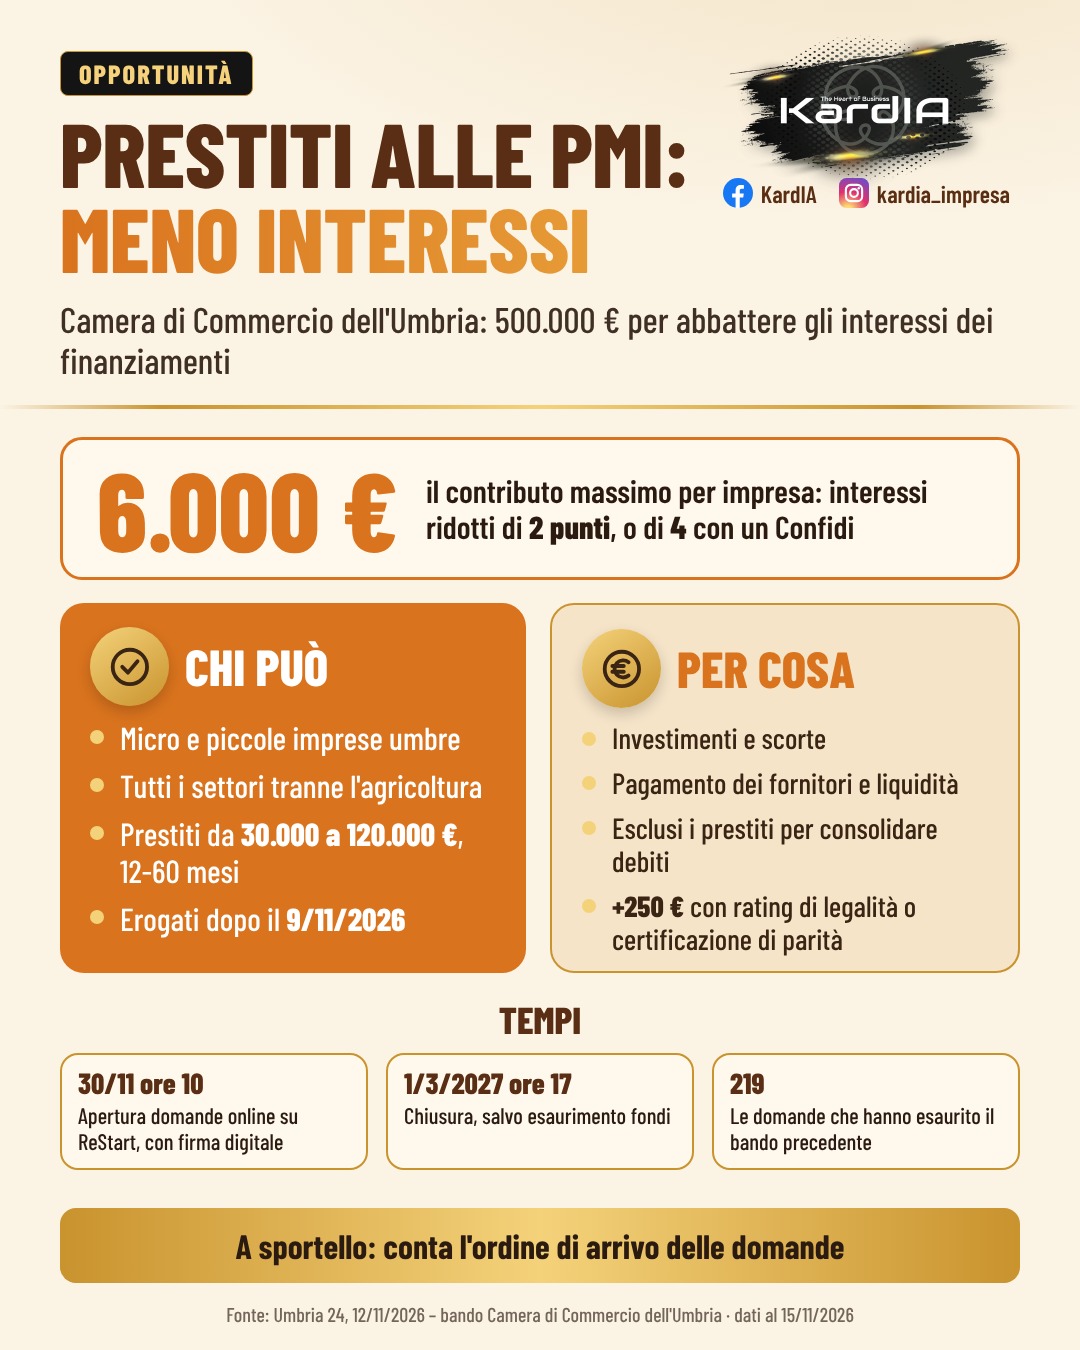 OPPORTUNITÀ
The Heart of Business
KardIA
PRESTITI ALLE PMI:
MENO INTERESSI
KardIA
kardia_impresa
Camera di Commercio dell'Umbria: 500.000 € per abbattere gli interessi dei
finanziamenti
6.000 €
il contributo massimo per impresa: interessi
ridotti di 2 punti, o di 4 con un Confidi
CHI PUÒ
Micro e piccole imprese umbre
Tutti i settori tranne l'agricoltura
Prestiti da 30.000 a 120.000 €,
12-60 mesi
Erogati dopo il 9/11/2026
PER COSA
Investimenti e scorte
Pagamento dei fornitori e liquidità
Esclusi i prestiti per consolidare
debiti
+250 € con rating di legalità o
certificazione di parità
TEMPI
30/11 ore 10
Apertura domande online su
ReStart, con firma digitale
1/3/2027 ore 17
Chiusura, salvo esaurimento fondi
219
Le domande che hanno esaurito il
bando precedente
A sportello: conta l'ordine di arrivo delle domande
Fonte: Umbria 24, 12/11/2026 – bando Camera di Commercio dell'Umbria · dati al 15/11/2026